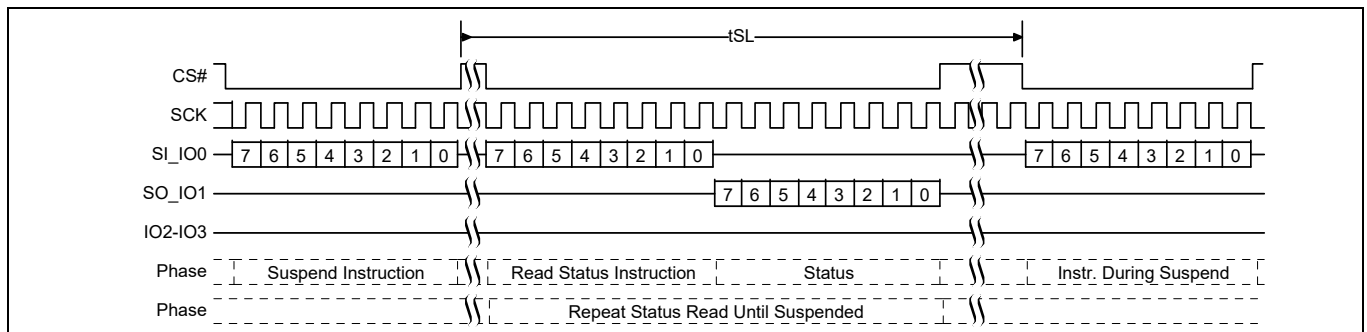 tSL
CS#
SCK
SI_IO0 7 6 5 4 3 2 1 0 7 6 5 4 3 2 1 0 7 6 5 4 3 2 1 0
SO_IO1 7 6 5 4 3 2 1 0
IO2-IO3
Phase Suspend Instruction Read Status Instruction Status Instr. During Suspend
Phase Repeat Status Read Until Suspended